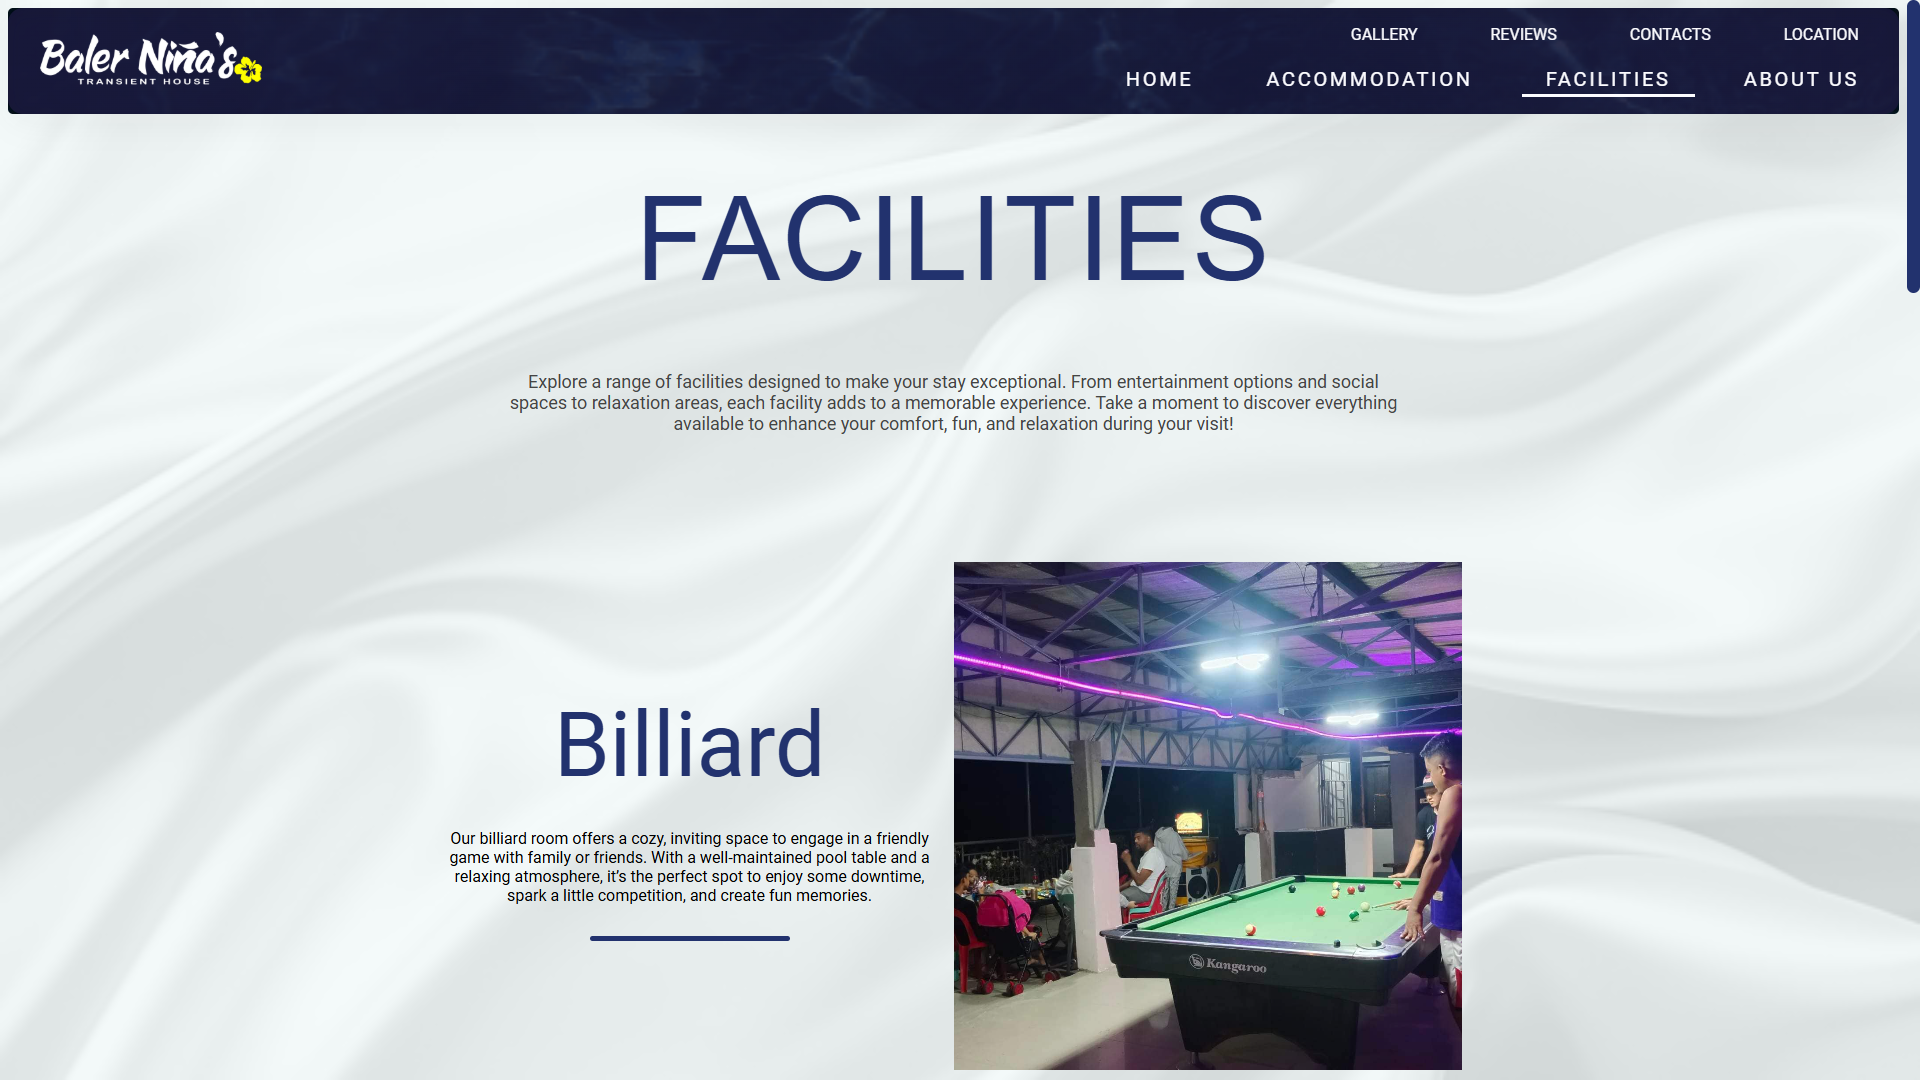 Baler Niña's
TRANSIENT HOUSE
GALLERY REVIEWS CONTACTS LOCATION
HOME ACCOMMODATION FACILITIES ABOUT US
FACILITIES
Explore a range of facilities designed to make your stay exceptional. From entertainment options and social
spaces to relaxation areas, each facility adds to a memorable experience. Take a moment to discover everything
available to enhance your comfort, fun, and relaxation during your visit!
Billiard
Our billiard room offers a cozy, inviting space to engage in a friendly
game with family or friends. With a well-maintained pool table and a
relaxing atmosphere, it's the perfect spot to enjoy some downtime,
spark a little competition, and create fun memories.
Kangaroo